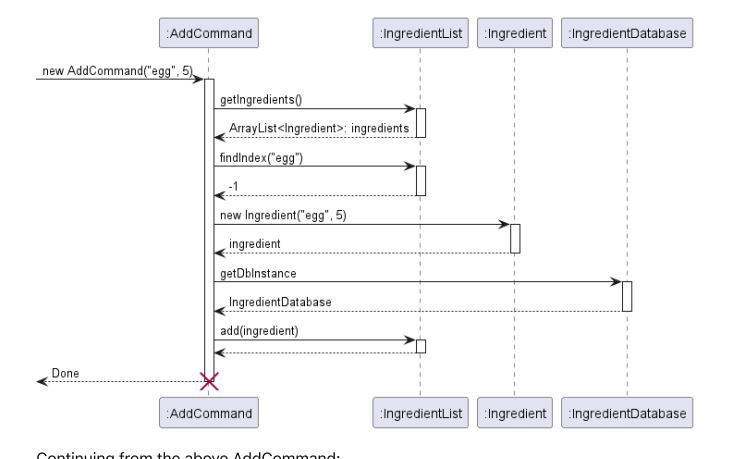 :AddCommand :IngredientList :Ingredient :IngredientDatabase
new AddCommand("egg", 5)
getIngredients()
ArrayList<Ingredient>: ingredients
findIndex("egg")
-1
new Ingredient("egg", 5)
ingredient
getDbInstance
IngredientDatabase
add(ingredient)
Done
:AddCommand :IngredientList :Ingredient :IngredientDatabase
Continuing from the above AddCommand: